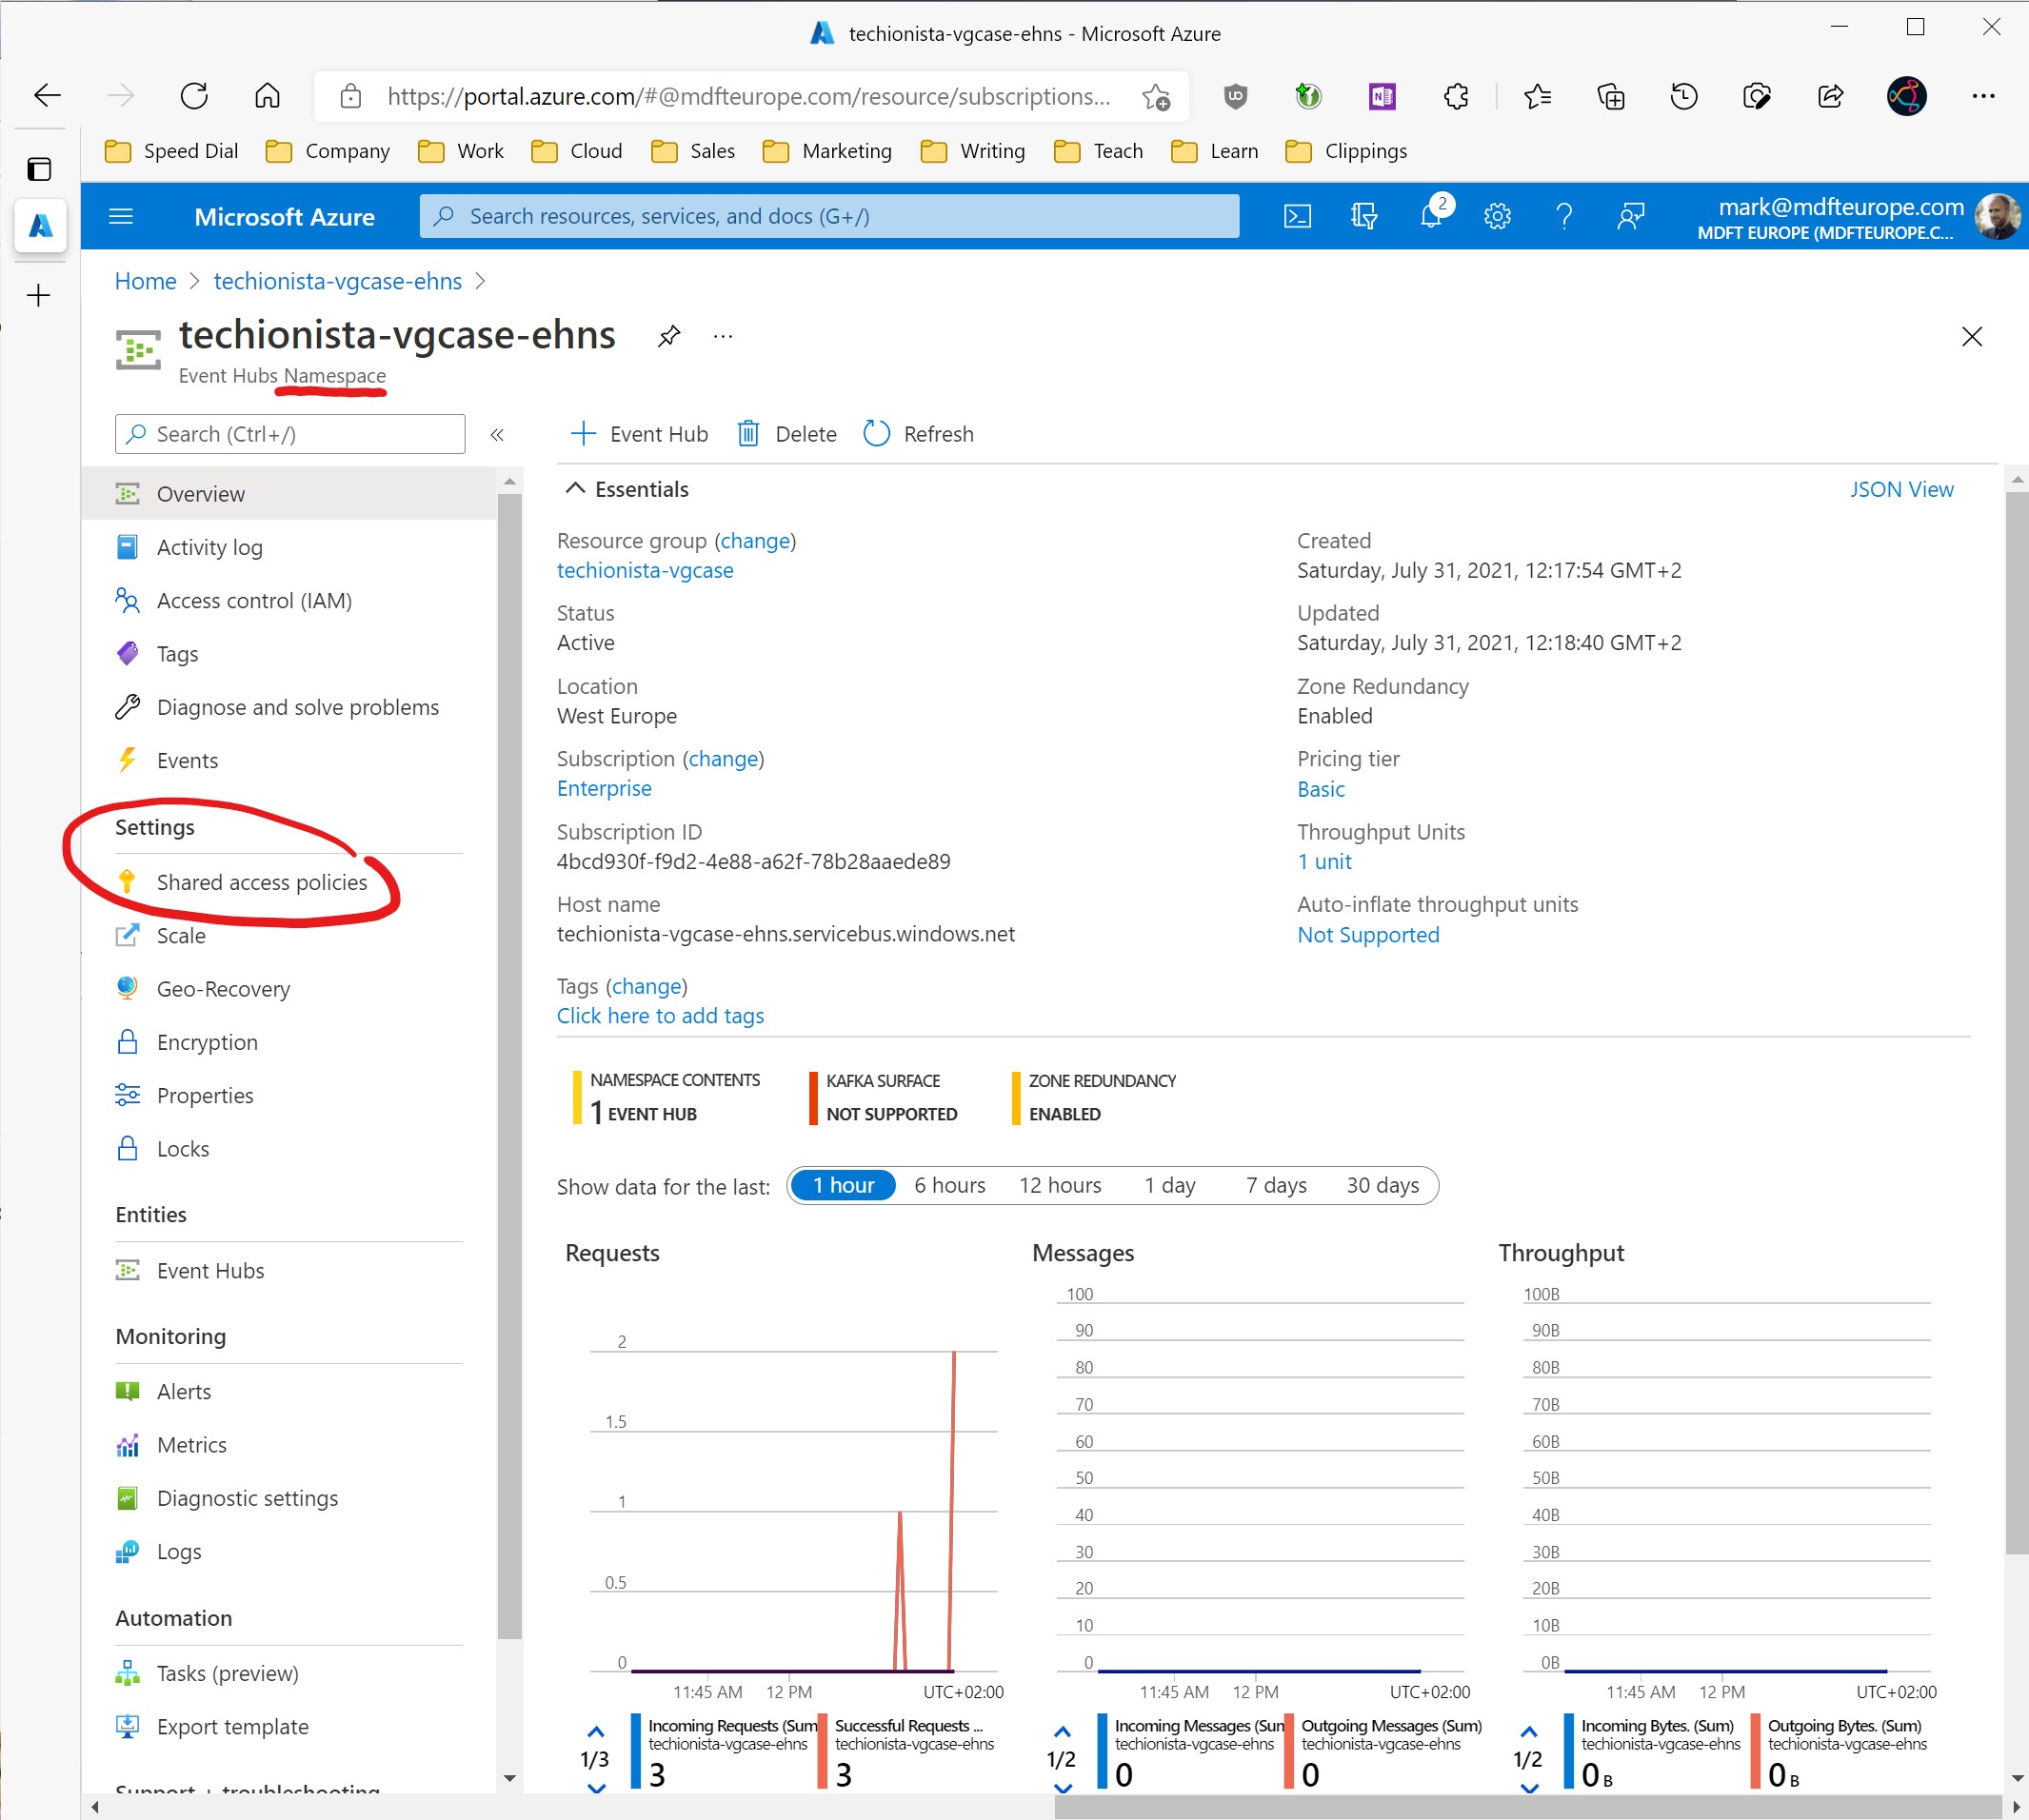 techionista-vgcase-ehns - Microsoft Azure
https://portal.azure.com/#@mdfteurope.com/resource/subscriptions...
Speed Dial Company Work Cloud Sales Marketing Writing Teach Learn Clippings
Microsoft Azure
Search resources, services, and docs (G+/)
2
mark@mdfteurope.com
MDFT EUROPE (MDFTEUROPE.C...
Home > techionista-vgcase-ehns >
techionista-vgcase-ehns
Event Hubs Namespace
Search (Ctrl+/)
Overview
Activity log
Access control (IAM)
Tags
Diagnose and solve problems
Events
Settings
Shared access policies
Scale
Geo-Recovery
Encryption
Properties
Locks
Entities
Event Hubs
Monitoring
Alerts
Metrics
Diagnostic settings
Logs
Automation
Tasks (preview)
Export template
Support + troubleshooting
Event Hub Delete Refresh
Essentials
JSON View
Resource group (change)
techionista-vgcase
Status
Active
Location
West Europe
Subscription (change)
Enterprise
Subscription ID
4bcd930f-f9d2-4e88-a62f-78b28aaede89
Host name
techionista-vgcase-ehns.servicebus.windows.net
Tags (change)
Click here to add tags
Created
Saturday, July 31, 2021, 12:17:54 GMT+2
Updated
Saturday, July 31, 2021, 12:18:40 GMT+2
Zone Redundancy
Enabled
Pricing tier
Basic
Throughput Units
1 unit
Auto-inflate throughput units
Not Supported
NAMESPACE CONTENTS
1 EVENT HUB
KAFKA SURFACE
NOT SUPPORTED
ZONE REDUNDANCY
ENABLED
Show data for the last: 1 hour 6 hours 12 hours 1 day 7 days 30 days
Requests
2
1.5
1
0.5
0
11:45 AM 12 PM UTC+02:00
1/3
Incoming Requests (Sum
techionista-vgcase-ehns
3
Successful Requests ...
techionista-vgcase-ehns
3
Messages
100
90
80
70
60
50
40
30
20
10
0
11:45 AM 12 PM UTC+02:00
1/2
Incoming Messages (Sun
techionista-vgcase-ehns
0
Outgoing Messages (Sum)
techionista-vgcase-ehns
0
Throughput
100B
90B
80B
70B
60B
50B
40B
30B
20B
10B
0B
11:45 AM 12 PM UTC+02:00
1/2
Incoming Bytes. (Sum)
techionista-vgcase-ehns
0 B
Outgoing Bytes. (Sum)
techionista-vgcase-ehns
0 B